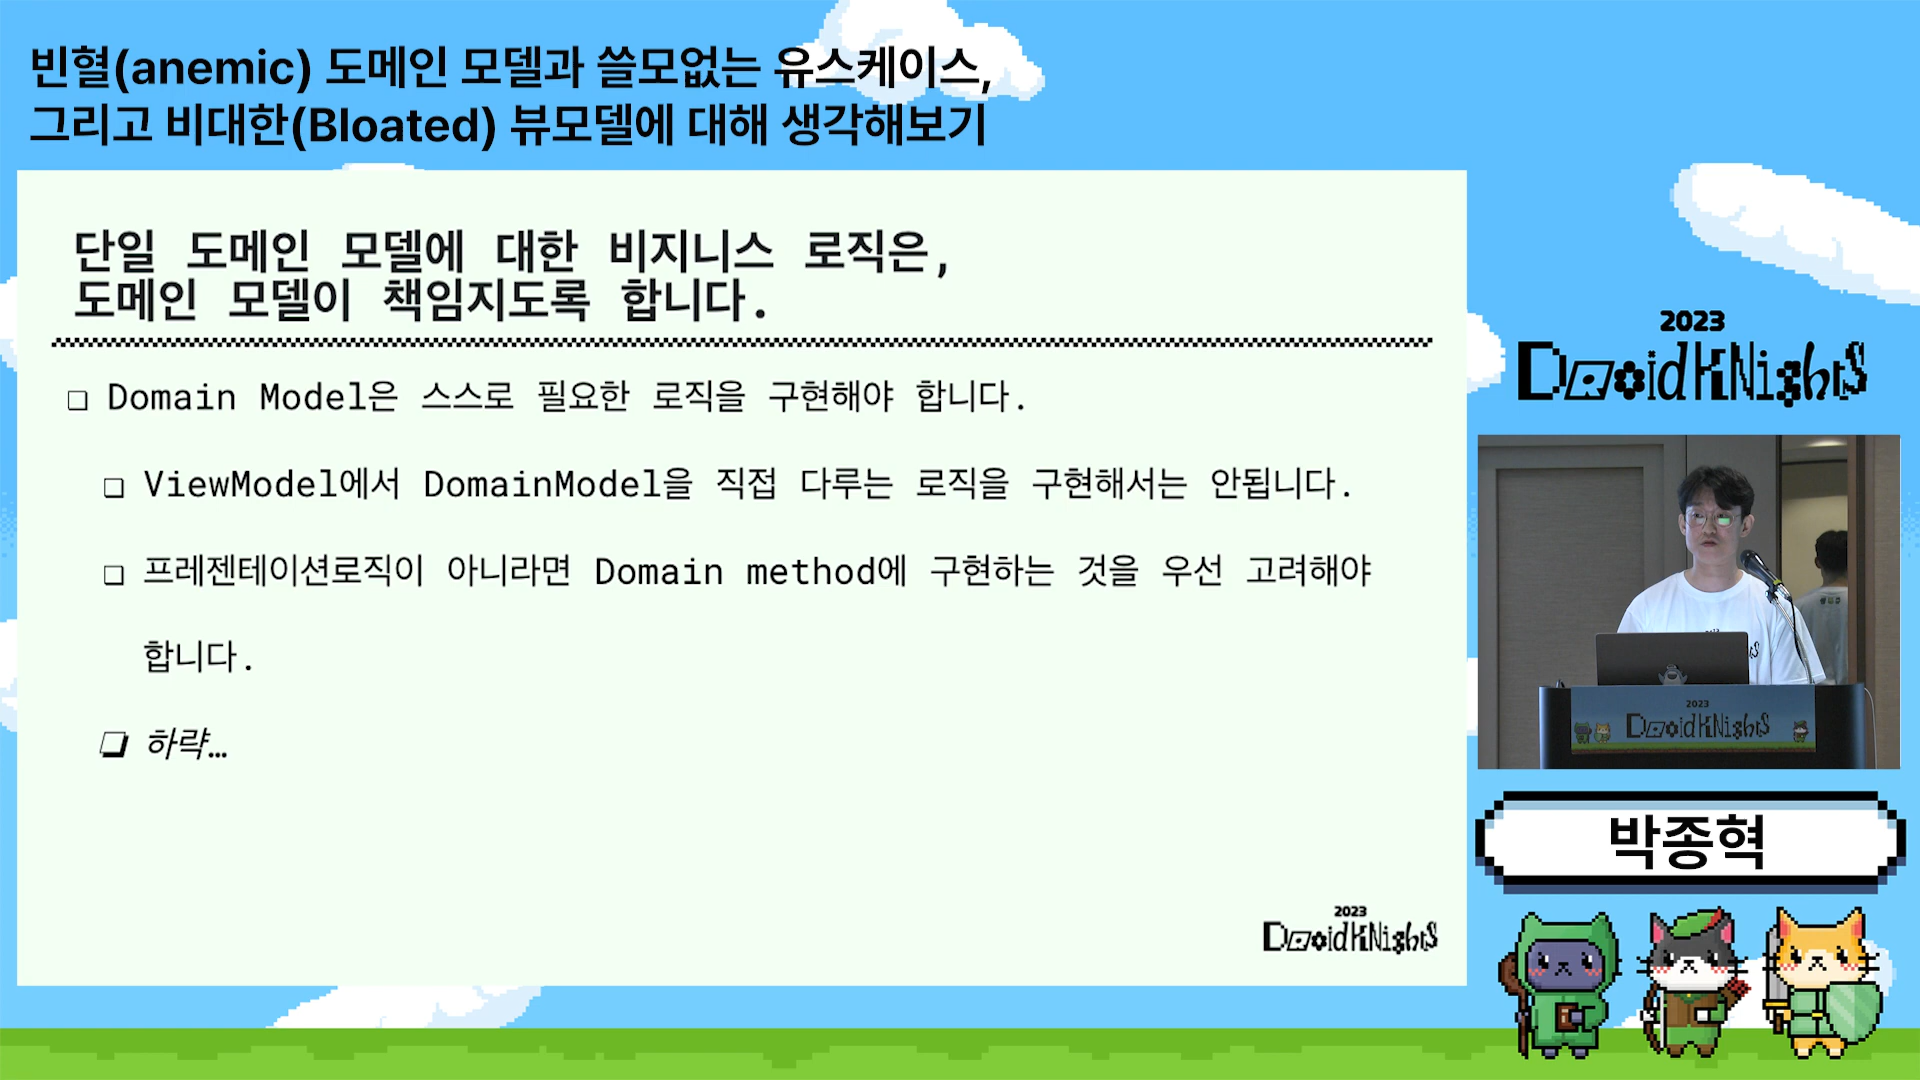 빈혈(anemic) 도메인 모델과 쓸모없는 유스케이스,
그리고 비대한(Bloated) 뷰모델에 대해 생각해보기
단일 도메인 모델에 대한 비지니스 로직은,
도메인 모델이 책임지도록 합니다.
❏ Domain Model은 스스로 필요한 로직을 구현해야 합니다.
❏ ViewModel에서 DomainModel을 직접 다루는 로직을 구현해서는 안됩니다.
❏ 프레젠테이션로직이 아니라면 Domain method에 구현하는 것을 우선 고려해야
합니다.
❏ 하략…
2023
Droid KNights
2023
Droid KNights
2023
Droid KNights
박종혁